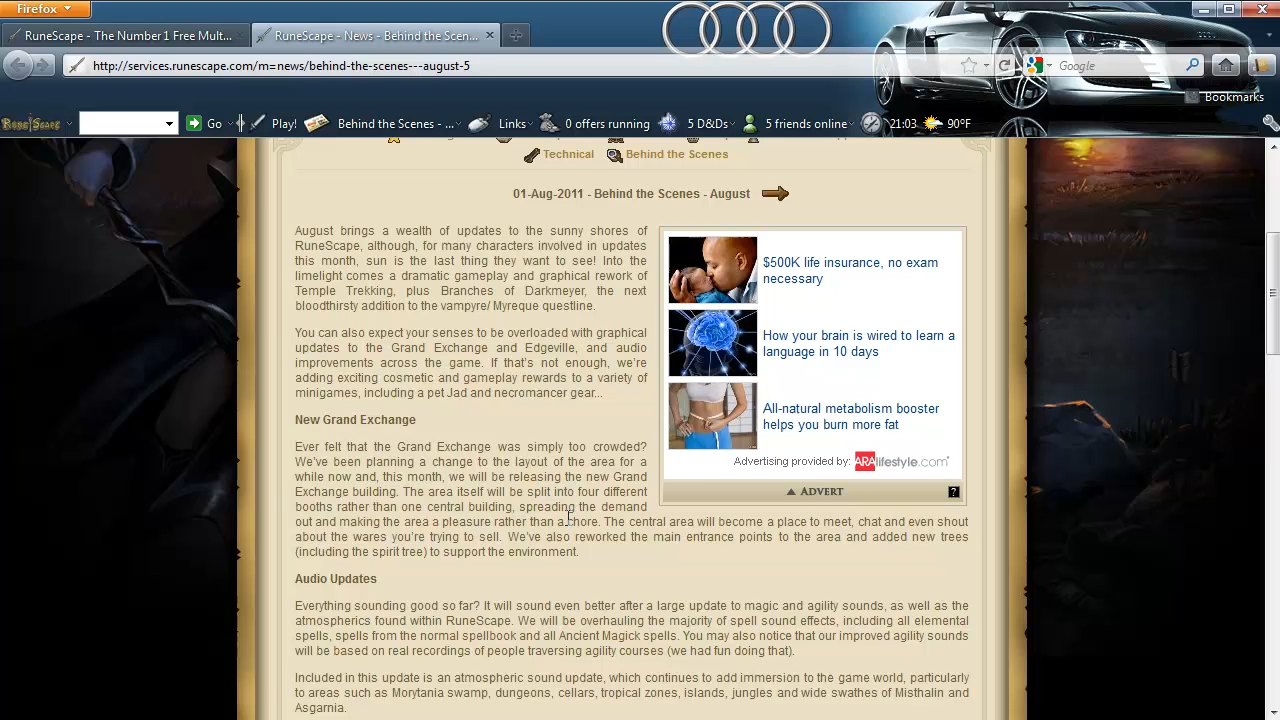 Firefox
RuneScape - The Number 1 Free Mult...
RuneScape - News - Behind the Scen...
http://services.runescape.com/m=news/behind-the-scenes---august-5
Google
Bookmarks
RuneScape
Go
Play!
Behind the Scenes - ...
Links
0 offers running
5 D&Ds
5 friends online
21:03
90°F
Technical
Behind the Scenes
01-Aug-2011 - Behind the Scenes - August
August brings a wealth of updates to the sunny shores of
RuneScape, although, for many characters involved in updates
this month, sun is the last thing they want to see! Into the
limelight comes a dramatic gameplay and graphical rework of
Temple Trekking, plus Branches of Darkmeyer, the next
bloodthirsty addition to the vampyre/ Myreque questline.
You can also expect your senses to be overloaded with graphical
updates to the Grand Exchange and Edgeville, and audio
improvements across the game. If that's not enough, we're
adding exciting cosmetic and gameplay rewards to a variety of
minigames, including a pet Jad and necromancer gear...
$500K life insurance, no exam
necessary
How your brain is wired to learn a
language in 10 days
All-natural metabolism booster
helps you burn more fat
Advertising provided by: ARAlifestyle.com
ADVERT
?
New Grand Exchange
Ever felt that the Grand Exchange was simply too crowded?
We've been planning a change to the layout of the area for a
while now and, this month, we will be releasing the new Grand
Exchange building. The area itself will be split into four different
booths rather than one central building, spreading the demand
out and making the area a pleasure rather than a chore. The central area will become a place to meet, chat and even shout
about the wares you're trying to sell. We've also reworked the main entrance points to the area and added new trees
(including the spirit tree) to support the environment.
Audio Updates
Everything sounding good so far? It will sound even better after a large update to magic and agility sounds, as well as the
atmospherics found within RuneScape. We will be overhauling the majority of spell sound effects, including all elemental
spells, spells from the normal spellbook and all Ancient Magick spells. You may also notice that our improved agility sounds
will be based on real recordings of people traversing agility courses (we had fun doing that).
Included in this update is an atmospheric sound update, which continues to add immersion to the game world, particularly
to areas such as Morytania swamp, dungeons, cellars, tropical zones, islands, jungles and wide swathes of Misthalin and
Asgarnia.